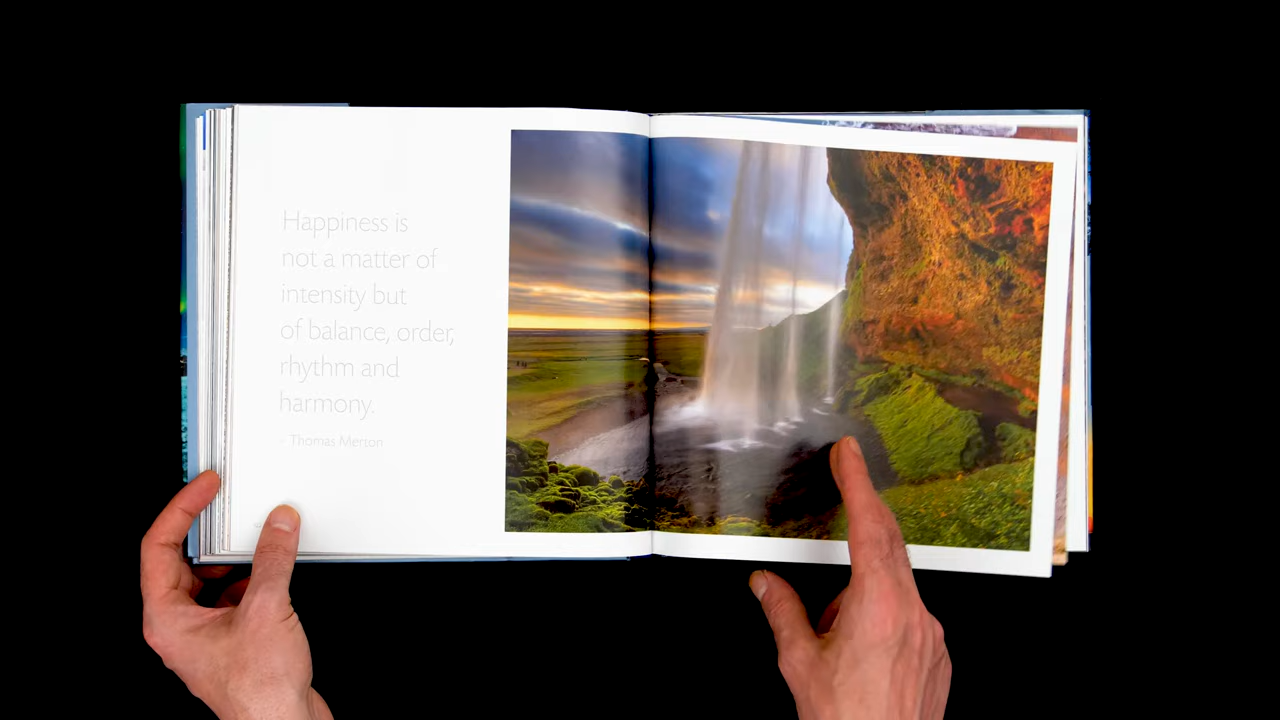 Happiness is
not a matter of
intensity but
of balance, order,
rhythm and
harmony.
- Thomas Merton